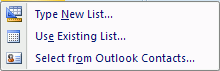 Type New List...
Use Existing List...
Select from Outlook Contacts...